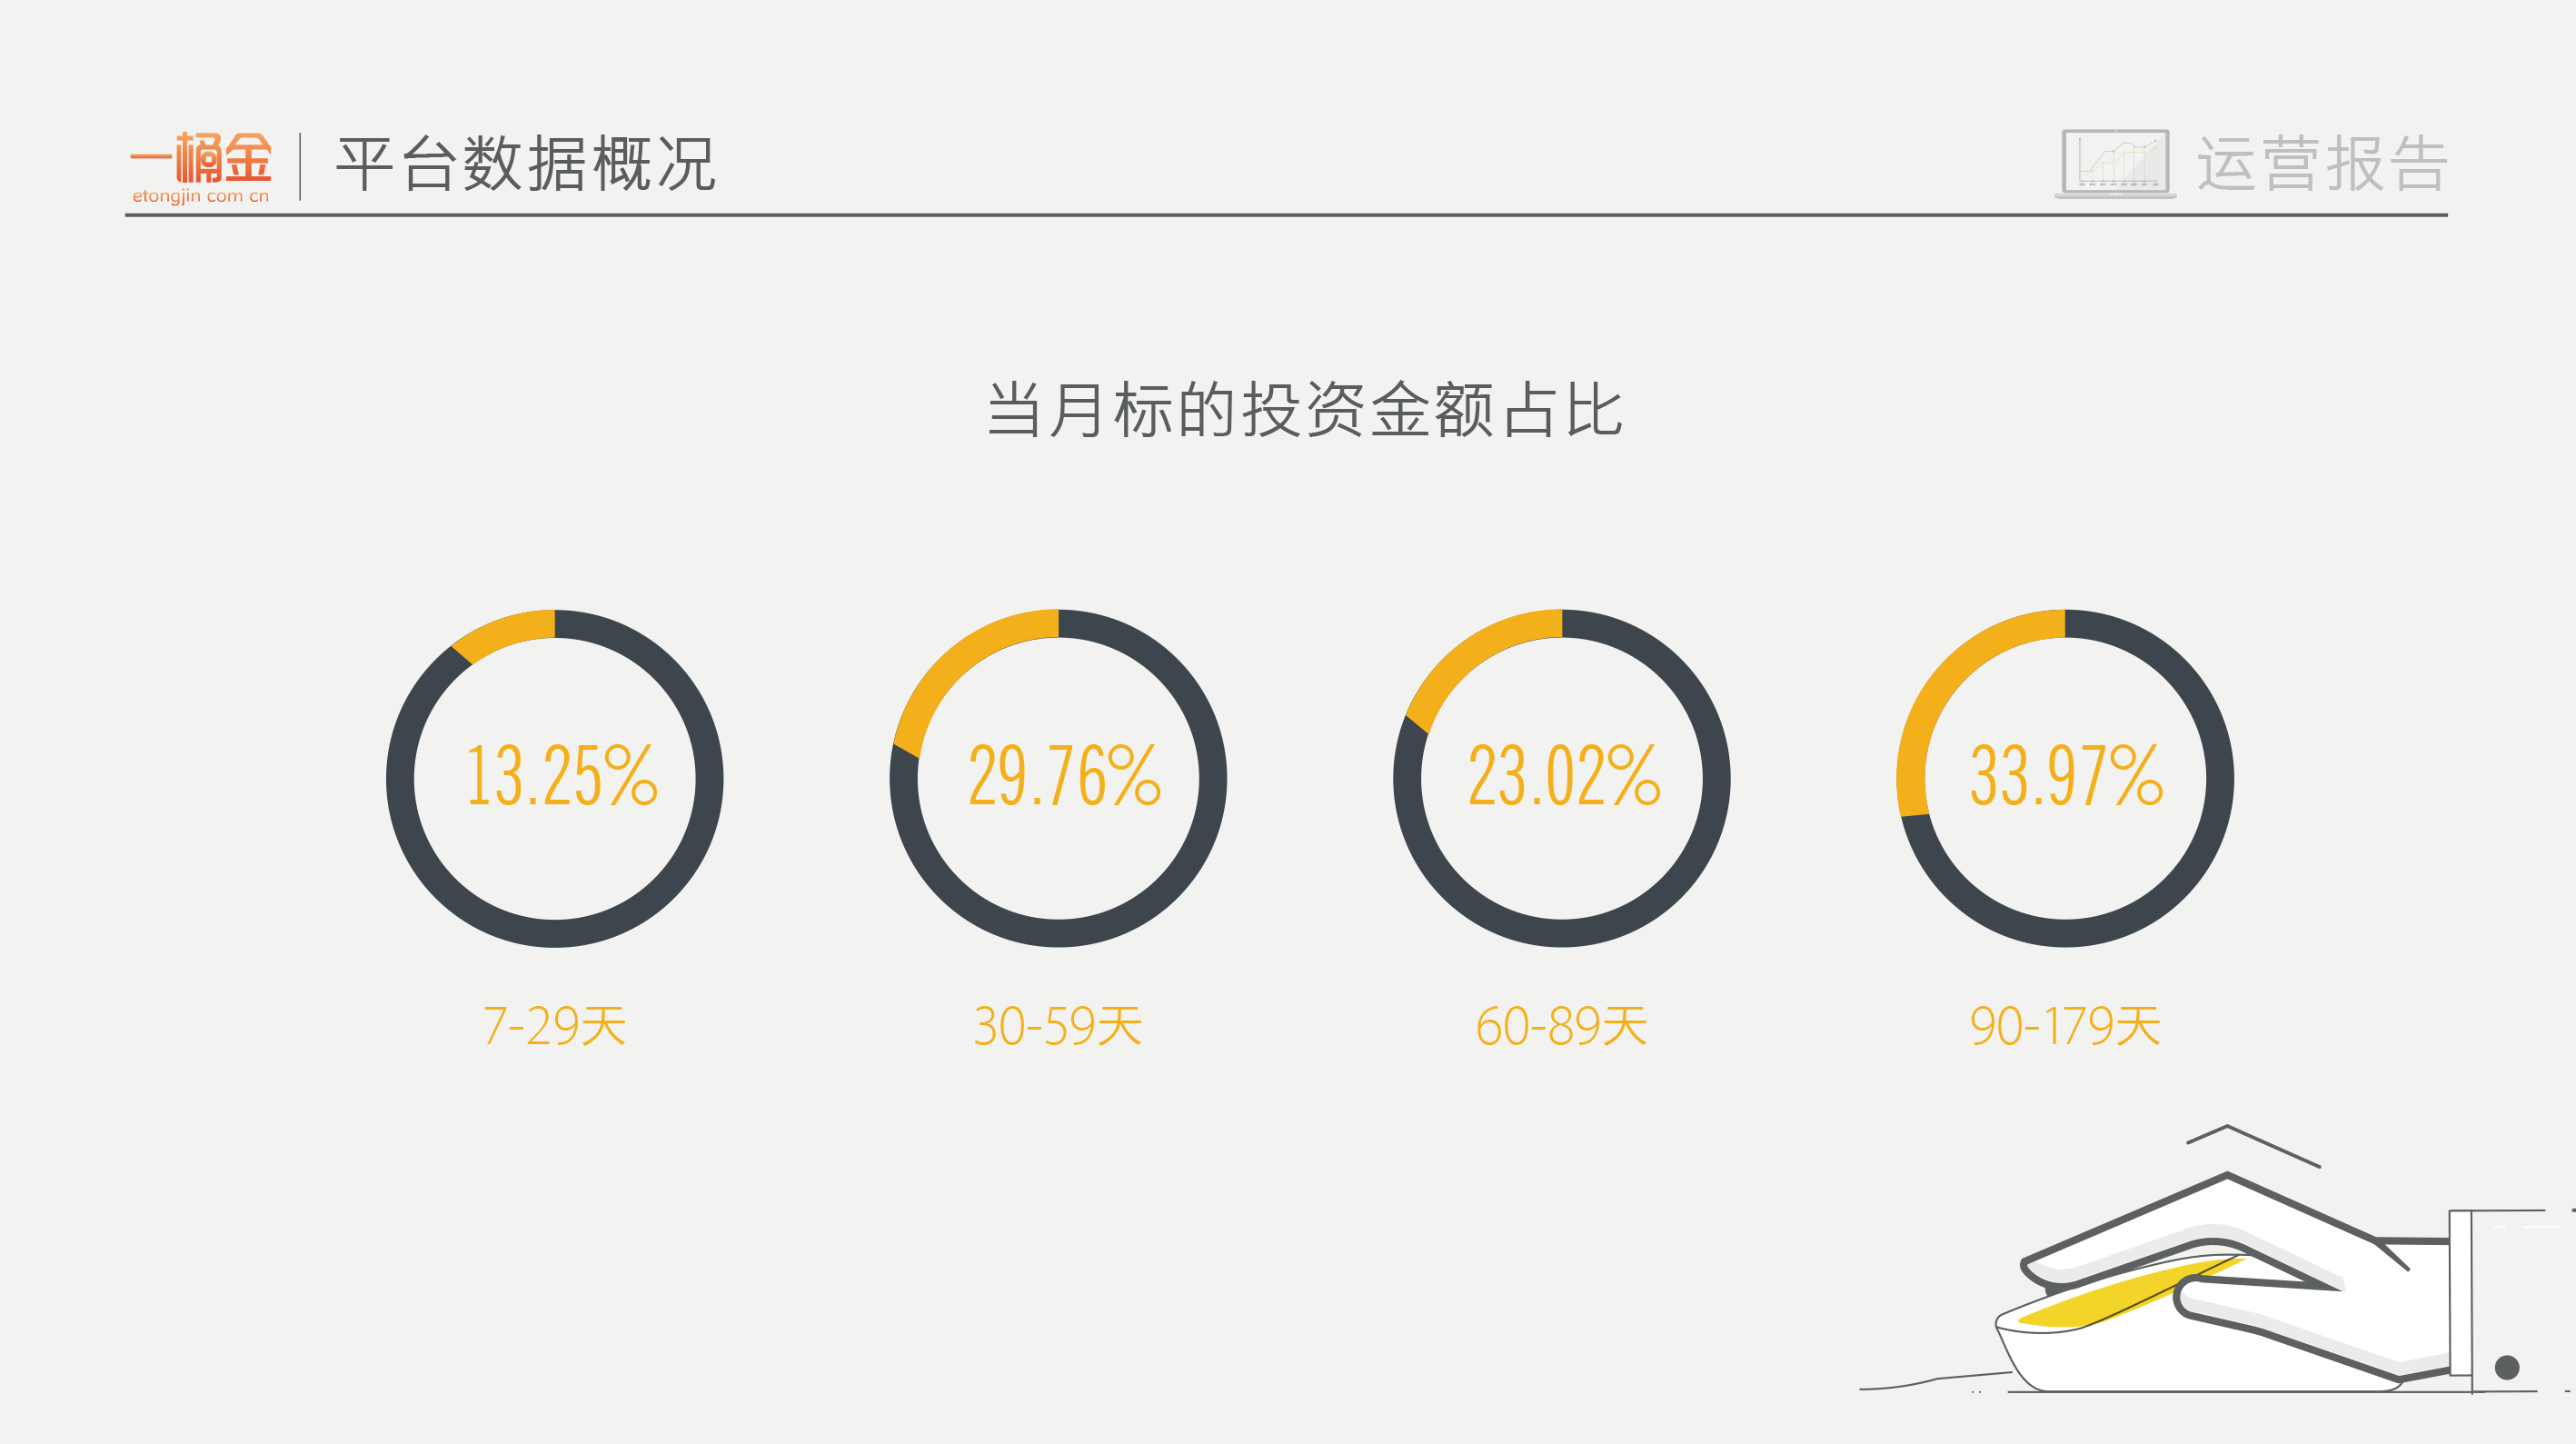 一橘金
etongjin com cn
平台数据概况
运营报告
当月标的投资金额占比
13.25%
29.76%
23.02%
33.97%
7-29天
30-59天
60-89天
90-179天